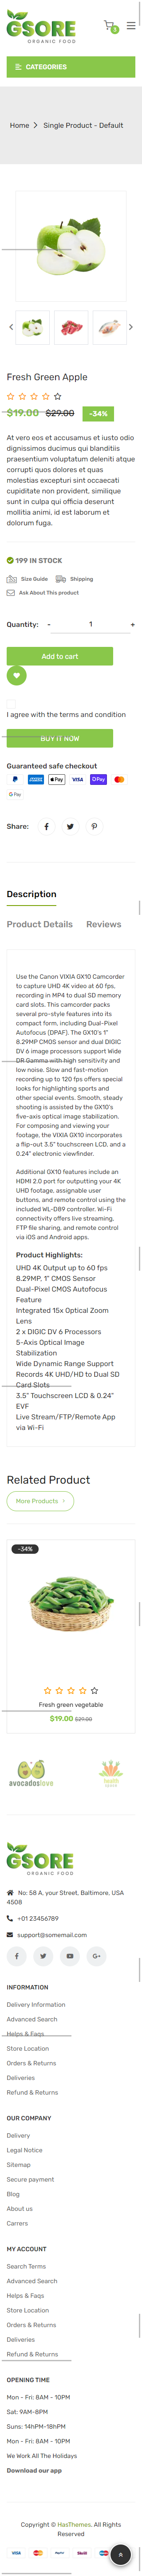 GSORE
ORGANIC FOOD
3
CATEGORIES
Home > Single Product - Default
Fresh Green Apple
$19.00 $29.00 -34%
At vero eos et accusamus et iusto odio
dignissimos ducimus qui blanditiis
praesentium voluptatum deleniti atque
corrupti quos dolores et quas
molestias excepturi sint occaecati
cupiditate non provident, similique
sunt in culpa qui officia deserunt
mollitia animi, id est laborum et
dolorum fuga.
199 IN STOCK
Size Guide Shipping
Ask About This product
Quantity: - 1 +
Add to cart
I agree with the terms and condition
BUY IT NOW
Guaranteed safe checkout
VISA
G Pay
Share:
Description
Product Details Reviews
Use the Canon VIXIA GX10 Camcorder
to capture UHD 4K video at 60 fps,
recording in MP4 to dual SD memory
card slots. This camcorder packs
several pro-style features into its
compact form, including Dual-Pixel
Autofocus (DPAF). The GX10's 1"
8.29MP CMOS sensor and dual DIGIC
DV 6 image processors support Wide
DR Gamma with high sensitivity and
low noise. Slow and fast-motion
recording up to 120 fps offers special
looks for highlighting sports and
other special events. Smooth, steady
shooting is assisted by the GX10's
five-axis optical image stabilization.
For composing and viewing your
footage, the VIXIA GX10 incorporates
a flip-out 3.5" touchscreen LCD, and a
0.24" electronic viewfinder.
Additional GX10 features include an
HDMI 2.0 port for outputting your 4K
UHD footage, assignable user
buttons, and remote control using the
included WL-D89 controller. Wi-Fi
connectivity offers live streaming,
FTP file sharing, and remote control
via iOS and Android apps.
Product Highlights:
UHD 4K Output up to 60 fps
8.29MP, 1" CMOS Sensor
Dual-Pixel CMOS Autofocus
Feature
Integrated 15x Optical Zoom
Lens
2 x DIGIC DV 6 Processors
5-Axis Optical Image
Stabilization
Wide Dynamic Range Support
Records 4K UHD/HD to Dual SD
Card Slots
3.5" Touchscreen LCD & 0.24"
EVF
Live Stream/FTP/Remote App
via Wi-Fi
Related Product
More Products >
-34%
Fresh green vegetable
$19.00 $29.00
avocadoslove
health
GSORE
ORGANIC FOOD
No: 58 A, your Street, Baltimore, USA
4508
+01 23456789
support@somemail.com
INFORMATION
Delivery Information
Advanced Search
Helps & Faqs
Store Location
Orders & Returns
Deliveries
Refund & Returns
OUR COMPANY
Delivery
Legal Notice
Sitemap
Secure payment
Blog
About us
Carrers
MY ACCOUNT
Search Terms
Advanced Search
Helps & Faqs
Store Location
Orders & Returns
Deliveries
Refund & Returns
OPENING TIME
Mon - Fri: 8AM - 10PM
Sat: 9AM-8PM
Suns: 14hPM-18hPM
Mon - Fri: 8AM - 10PM
We Work All The Holidays
Download our app
Copyright © HasThemes. All Rights
Reserved
VISA PayPal VISA